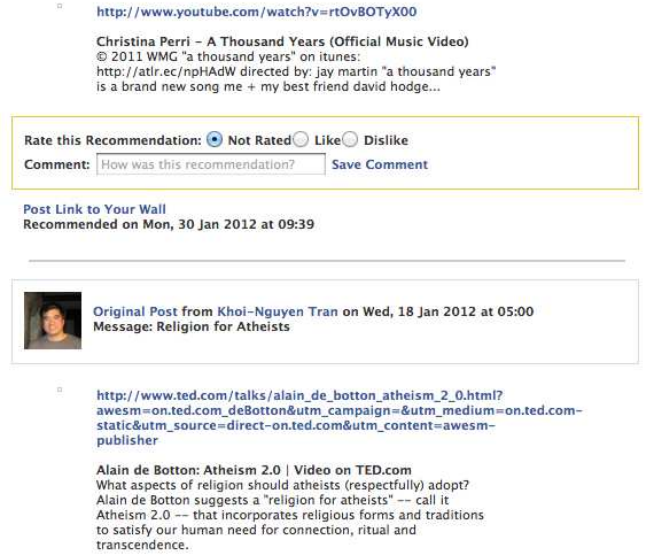 http://www.youtube.com/watch?v=rtOvBOTyX00
Christina Perri - A Thousand Years (Official Music Video)
© 2011 WMG "a thousand years" on itunes:
http://atlr.ec/npHAdW directed by: jay martin "a thousand years"
is a brand new song me + my best friend david hodge...
Rate this Recommendation: Not Rated Like Dislike
Comment: How was this recommendation? Save Comment
Post Link to Your Wall
Recommended on Mon, 30 Jan 2012 at 09:39
Original Post from Khoi-Nguyen Tran on Wed, 18 Jan 2012 at 05:00
Message: Religion for Atheists
http://www.ted.com/talks/alain_de_botton_atheism_2_0.html?
awesm=on.ted.com_deBotton&utm_campaign=&utm_medium=on.ted.com-
static&utm_source=direct-on.ted.com&utm_content=awesm-
publisher
Alain de Botton: Atheism 2.0 | Video on TED.com
What aspects of religion should atheists (respectfully) adopt?
Alain de Botton suggests a "religion for atheists" -- call it
Atheism 2.0 -- that incorporates religious forms and traditions
to satisfy our human need for connection, ritual and
transcendence.